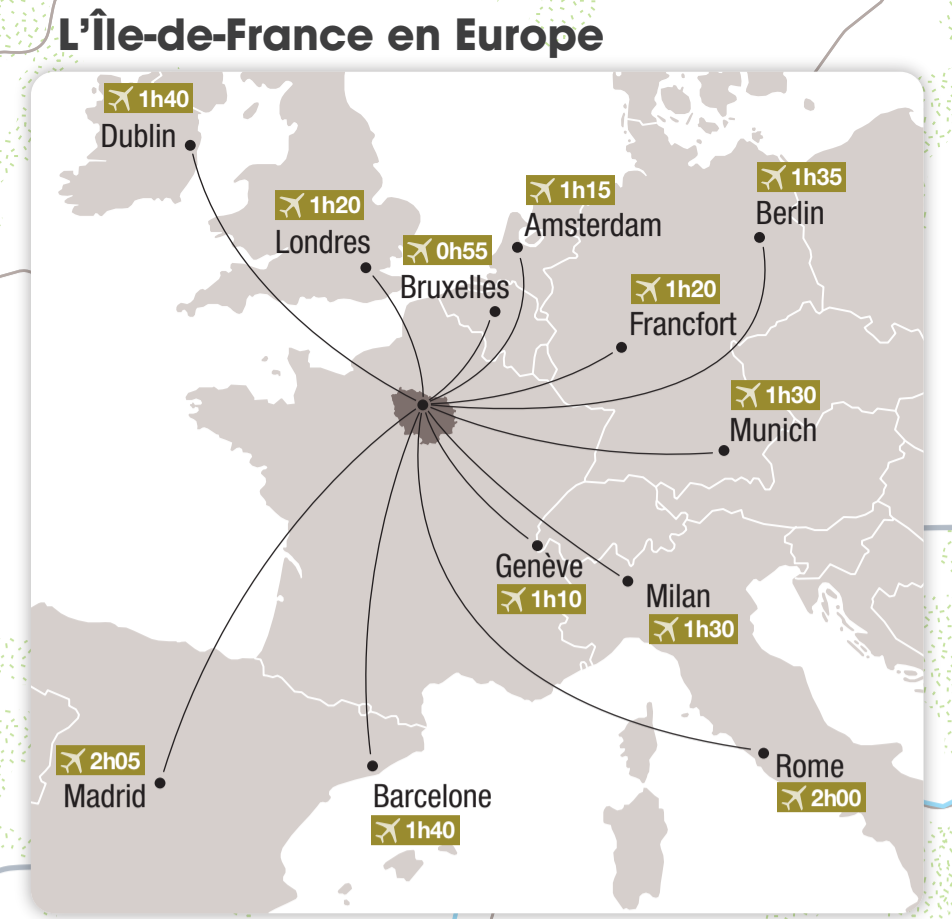 L'Île-de-France en Europe
1h40
Dublin
1h20
Londres
0h55
Bruxelles
1h15
Amsterdam
1h35
Berlin
1h20
Francfort
1h30
Munich
Genève
1h10
Milan
1h30
2h05
Madrid
Barcelone
1h40
Rome
2h00